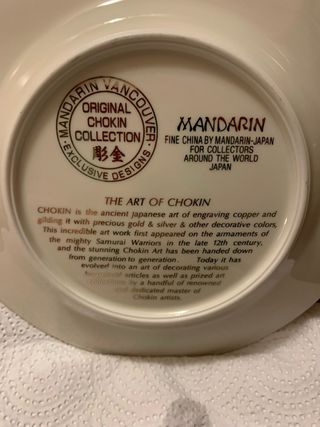 MANDARIN VANCOUVER
ORIGINAL
CHOKIN
COLLECTION
彫金
-EXCLUSIVE DESIGNS-
MANDARIN
FINE CHINA BY MANDARIN-JAPAN
FOR COLLECTORS
AROUND THE WORLD
JAPAN
THE ART OF CHOKIN
CHOKIN is the ancient Japanese art of engraving copper and
gilding it with precious gold & silver & other decorative colors,
This incredible art work first appeared on the armaments of
the mighty Samurai Warriors in the late 12th century,
and the stunning Chokin Art has been handed down
from generation to generation. Today it has
evolved into an art of decorating various
articles as well as prized art
by a handful of renowned
and dedicated master of
Chokin artists.